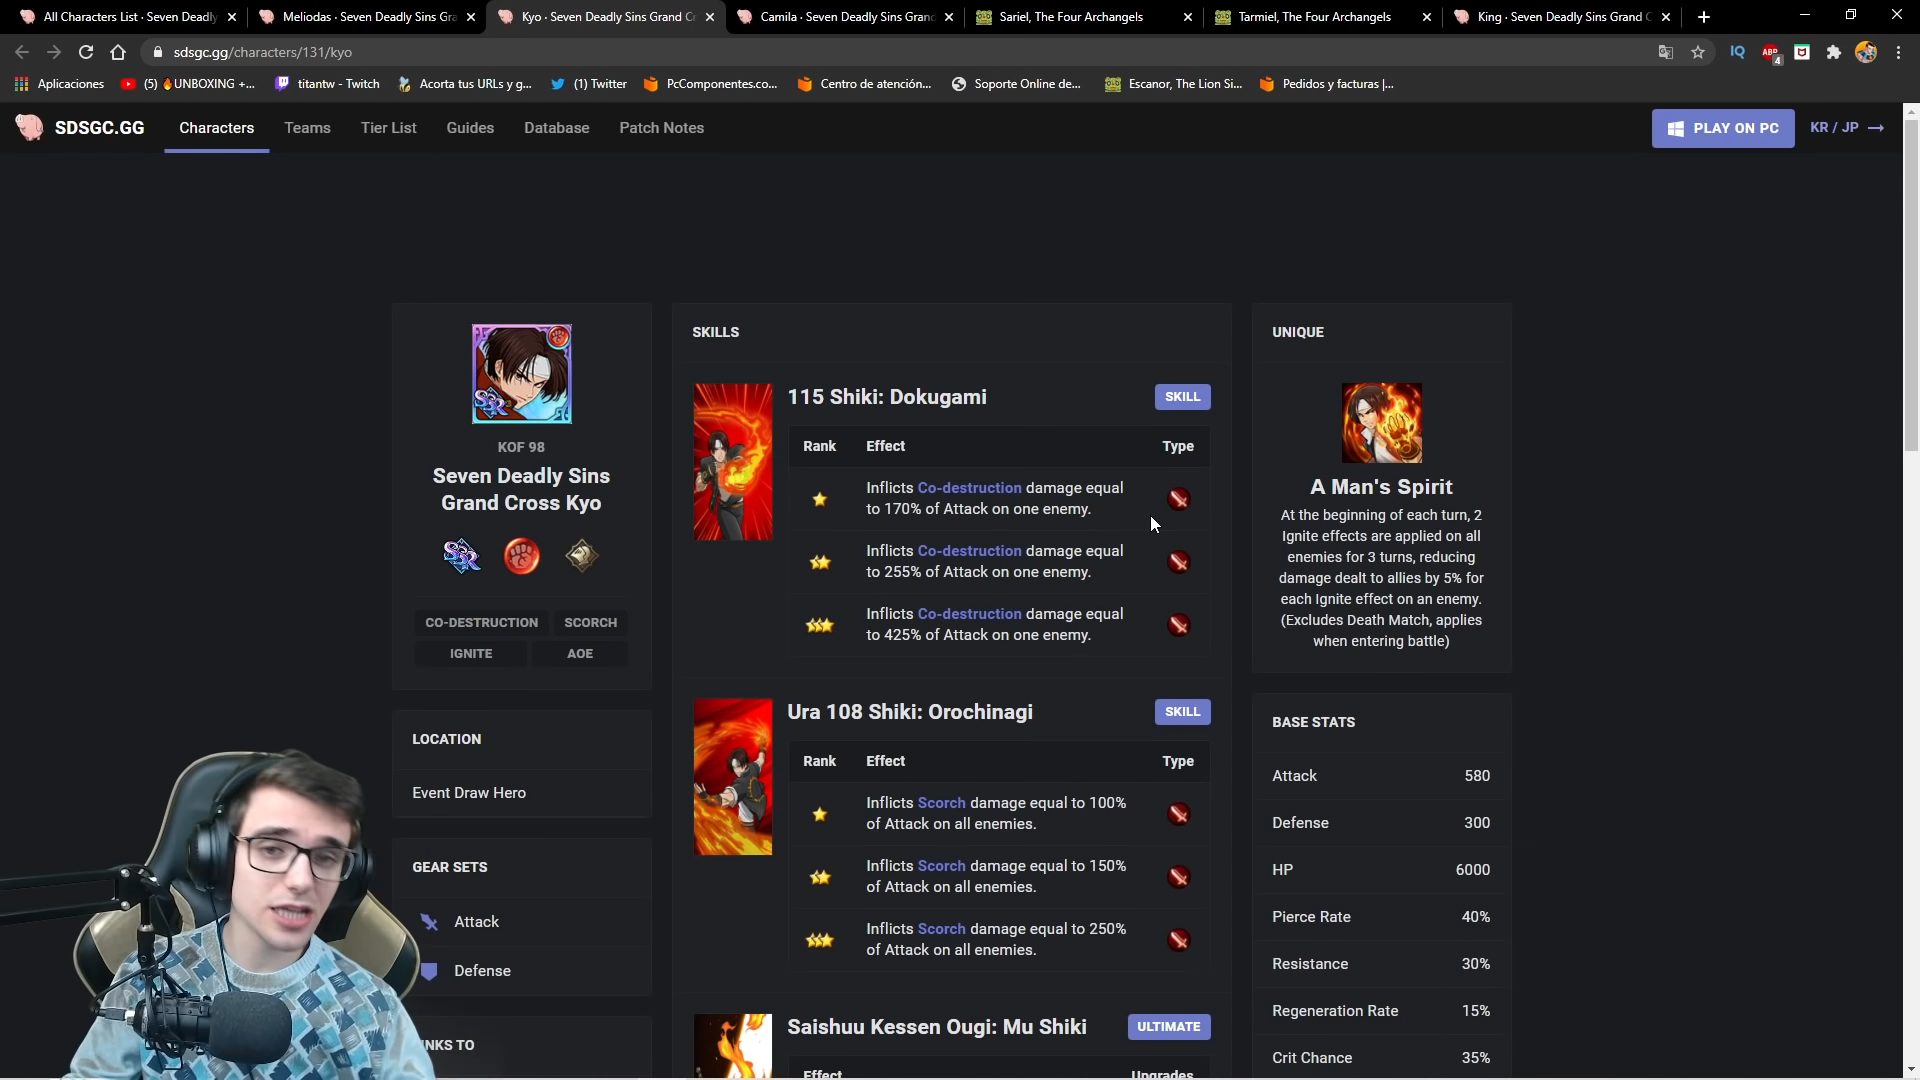 All Characters List · Seven Deadly
Meliodas · Seven Deadly Sins Gra
Kyo · Seven Deadly Sins Grand Cr
Camila · Seven Deadly Sins Grand
Sariel, The Four Archangels
Tarmiel, The Four Archangels
King · Seven Deadly Sins Grand C
sdsgc.gg/characters/131/kyo
IQ
ABP
4
Aplicaciones
(5) 🔥UNBOXING +...
titantw - Twitch
Acorta tus URLs y g...
(1) Twitter
PcComponentes.co...
Centro de atención...
Soporte Online de...
Escanor, The Lion Si...
Pedidos y facturas |...
SDSGC.GG
Characters
Teams
Tier List
Guides
Database
Patch Notes
PLAY ON PC
KR / JP →
SR
KOF 98
Seven Deadly Sins
Grand Cross Kyo
SR
CO-DESTRUCTION
SCORCH
IGNITE
AOE
LOCATION
Event Draw Hero
GEAR SETS
Attack
Defense
NKS TO
SKILLS
115 Shiki: Dokugami
SKILL
Rank
Effect
Type
Inflicts Co-destruction damage equal
to 170% of Attack on one enemy.
Inflicts Co-destruction damage equal
to 255% of Attack on one enemy.
Inflicts Co-destruction damage equal
to 425% of Attack on one enemy.
Ura 108 Shiki: Orochinagi
SKILL
Rank
Effect
Type
Inflicts Scorch damage equal to 100%
of Attack on all enemies.
Inflicts Scorch damage equal to 150%
of Attack on all enemies.
Inflicts Scorch damage equal to 250%
of Attack on all enemies.
Saishuu Kessen Ougi: Mu Shiki
ULTIMATE
Effect
Upgrades
UNIQUE
A Man's Spirit
At the beginning of each turn, 2
Ignite effects are applied on all
enemies for 3 turns, reducing
damage dealt to allies by 5% for
each Ignite effect on an enemy.
(Excludes Death Match, applies
when entering battle)
BASE STATS
Attack 580
Defense 300
HP 6000
Pierce Rate 40%
Resistance 30%
Regeneration Rate 15%
Crit Chance 35%